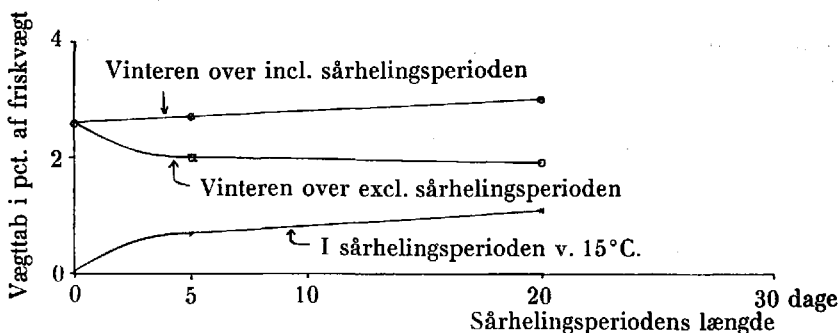 Vægttab i pct. af friskvægt
4
Vinteren over incl. sårhelingsperioden
2
Vinteren over excl. sårhelingsperioden
I sårhelingsperioden v. 15°C.
0
0 5 10 20 30 dage
Sårhelingsperiodens længde